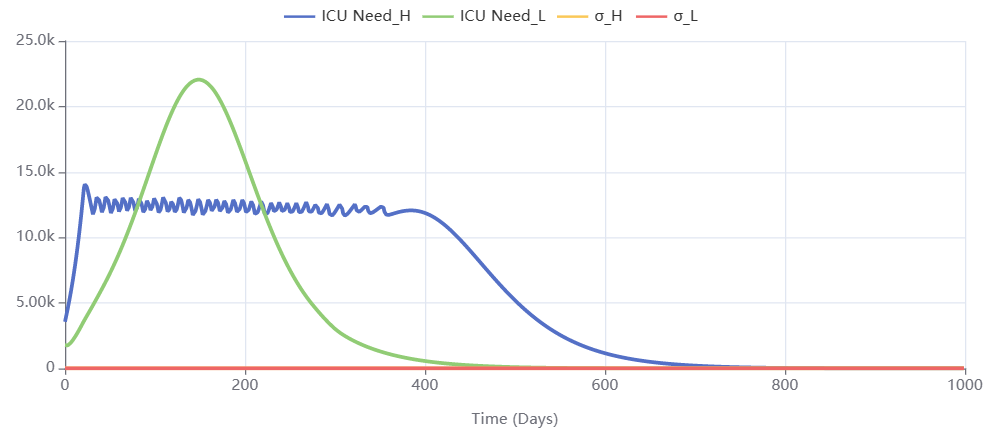 ICU Need_H ICU Need_L σ_H σ_L
25.0k
20.0k
15.0k
10.0k
5.00k
0
0 200 400 600 800 1000
Time (Days)